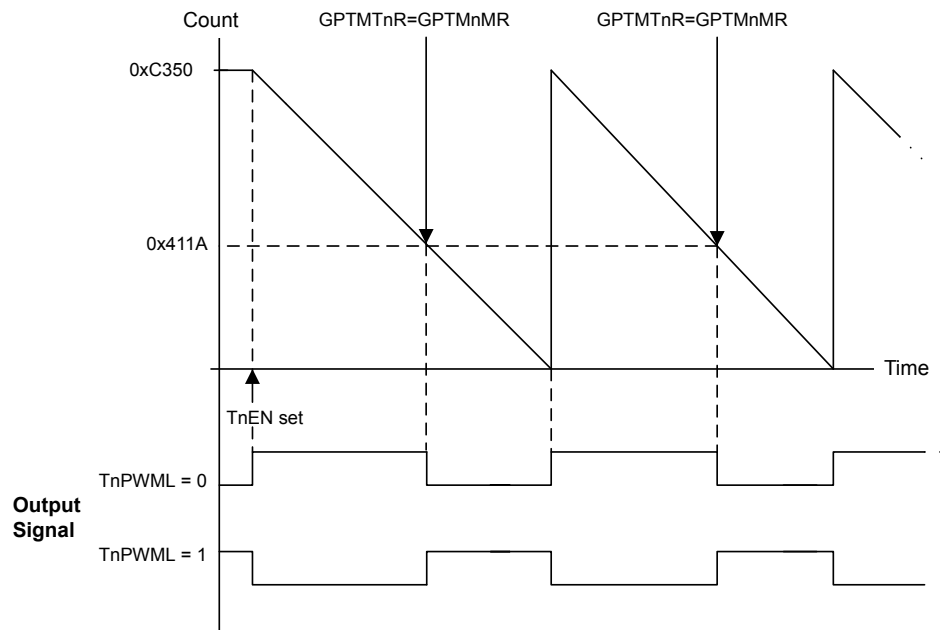 Count
GPTMTnR=GPTMnMR
GPTMTnR=GPTMnMR
0xC350
0x411A
Time
TnEN set
TnPWML = 0
Output
Signal
TnPWML = 1